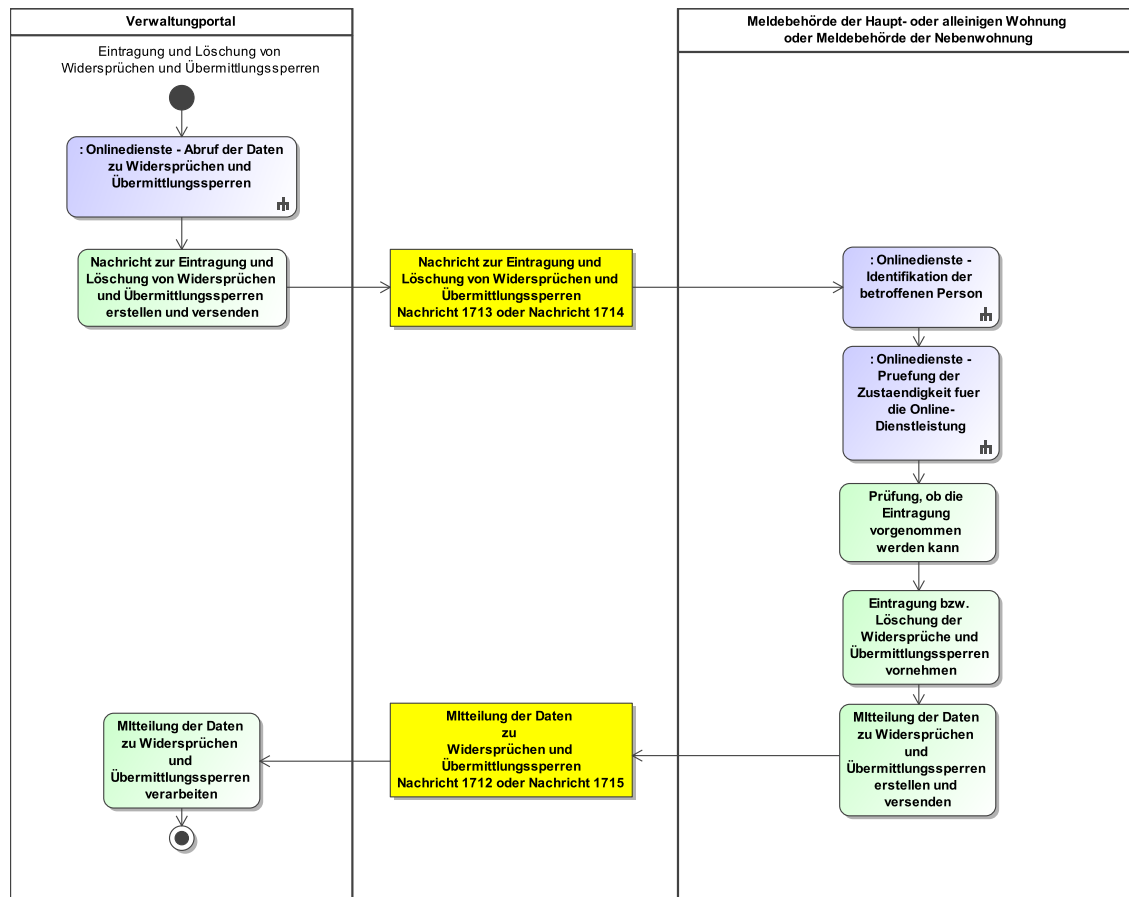 Verwaltungportal
Meldebehörde der Haupt- oder alleinigen Wohnung
oder Meldebehörde der Nebenwohnung
Eintragung und Löschung von
Widersprüchen und Übermittlungssperren
: Onlinedienste - Abruf der Daten
zu Widersprüchen und
Übermittlungssperren
Nachricht zur Eintragung und
Löschung von Widersprüchen
und Übermittlungssperren
erstellen und versenden
Nachricht zur Eintragung und
Löschung von Widersprüchen und
Übermittlungssperren
Nachricht 1713 oder Nachricht 1714
: Onlinedienste -
Identifikation der
betroffenen Person
: Onlinedienste -
Pruefung der
Zustaendigkeit fuer
die Online-
Dienstleistung
Prüfung, ob die
Eintragung
vorgenommen
werden kann
Eintragung bzw.
Löschung der
Widersprüche und
Übermittlungssperren
vornehmen
MItteilung der Daten
zu Widersprüchen
und
Übermittlungssperren
erstellen und
versenden
MItteilung der Daten
zu
Widersprüchen und
Übermittlungssperren
Nachricht 1712 oder Nachricht 1715
MItteilung der Daten
zu Widersprüchen
und
Übermittlungssperren
verarbeiten